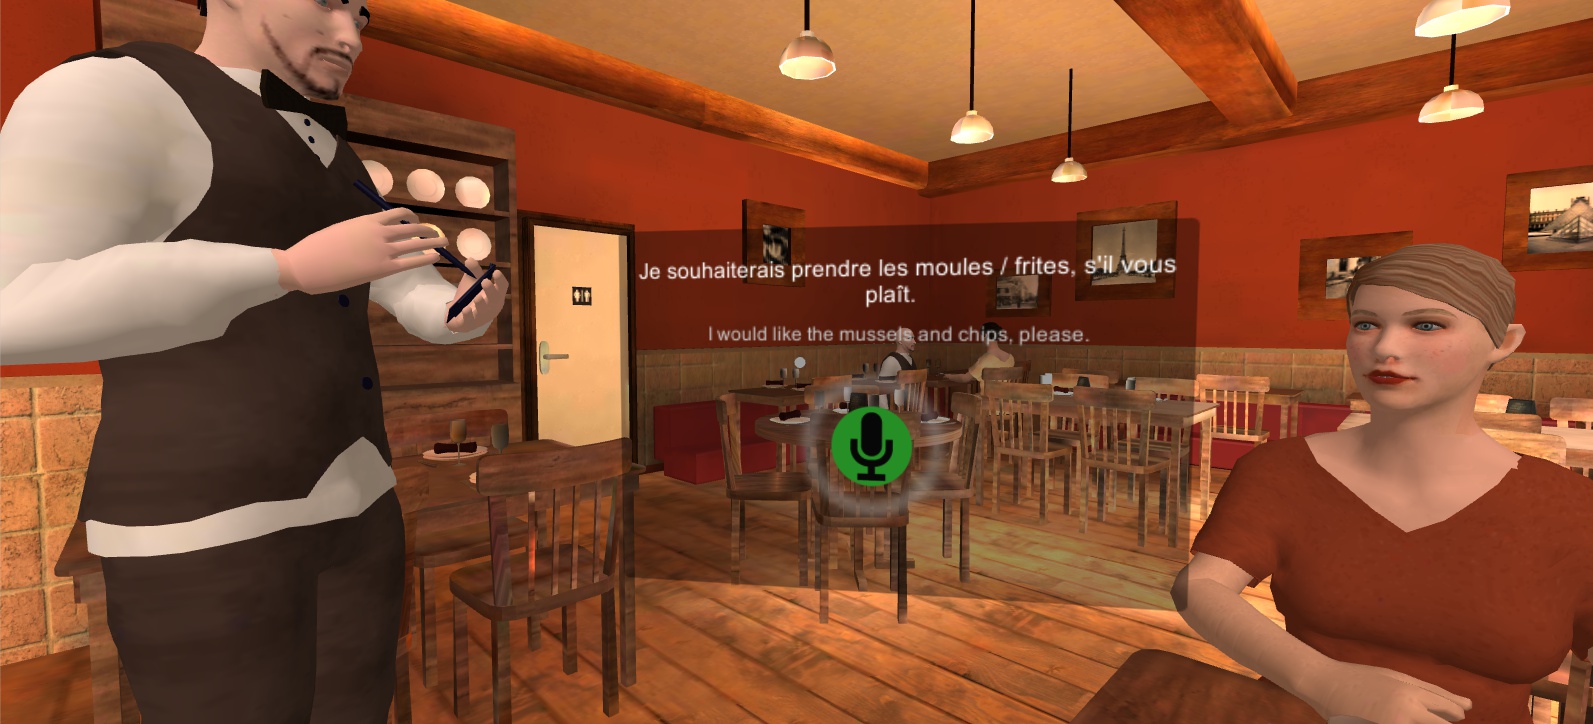 Je souhaiterais prendre les moules / frites, s'il vous
plaît.
I would like the mussels and chips, please.